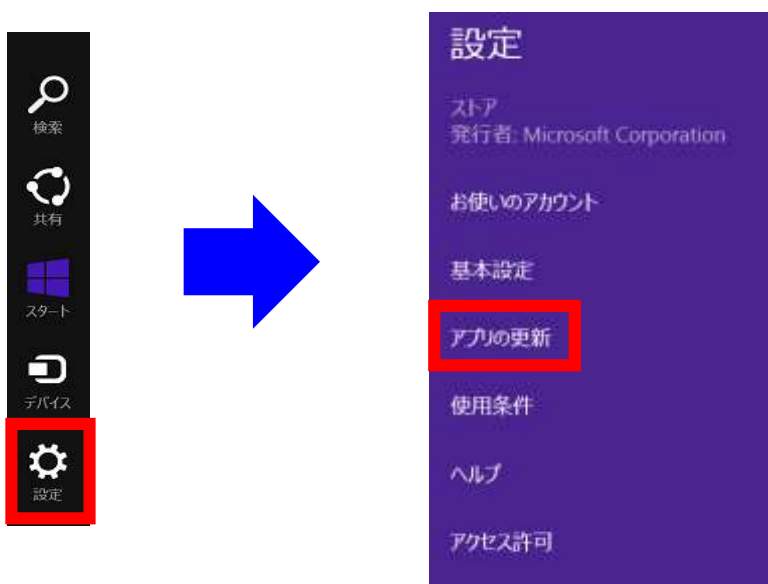 検索
共有
スタート
デバイス
設定
設定
ストア
発行者: Microsoft Corporation
お使いのアカウント
基本設定
アプリの更新
使用条件
ヘルプ
アクセス許可